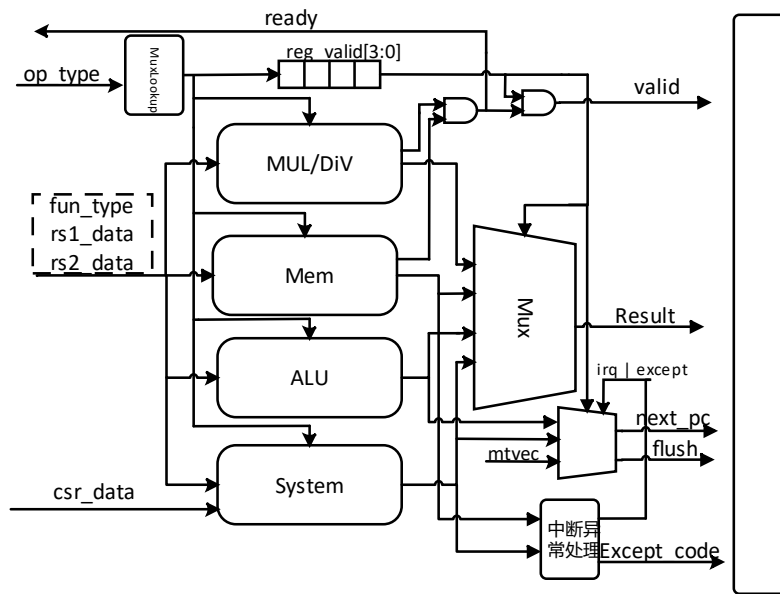 ready
op_type
MuxLookup
reg_valid[3:0]
valid
MUL/DiV
fun_type
rs1_data
rs2_data
Mem
Mux
Result
ALU
irq | except
next_pc
mtvec
flush
System
csr_data
中断异
常处理
Except_code